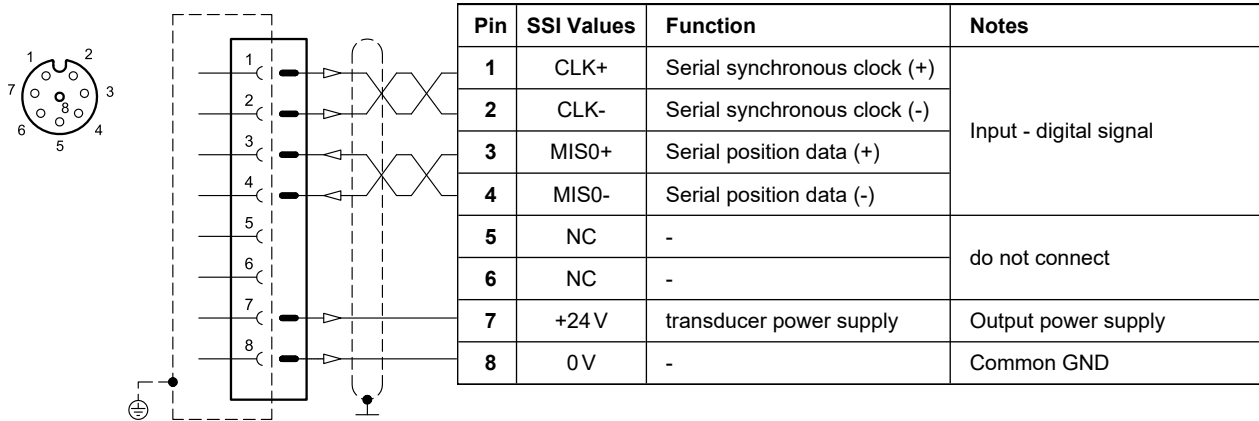 1 2
7 8 3
6 4
5
1
2
3
4
5
6
7
8
Pin SSI Values Function Notes
1 CLK+ Serial synchronous clock (+)
2 CLK- Serial synchronous clock (-)
Input - digital signal
3 MIS0+ Serial position data (+)
4 MIS0- Serial position data (-)
5 NC -
do not connect
6 NC -
7 +24 V transducer power supply Output power supply
8 0 V - Common GND